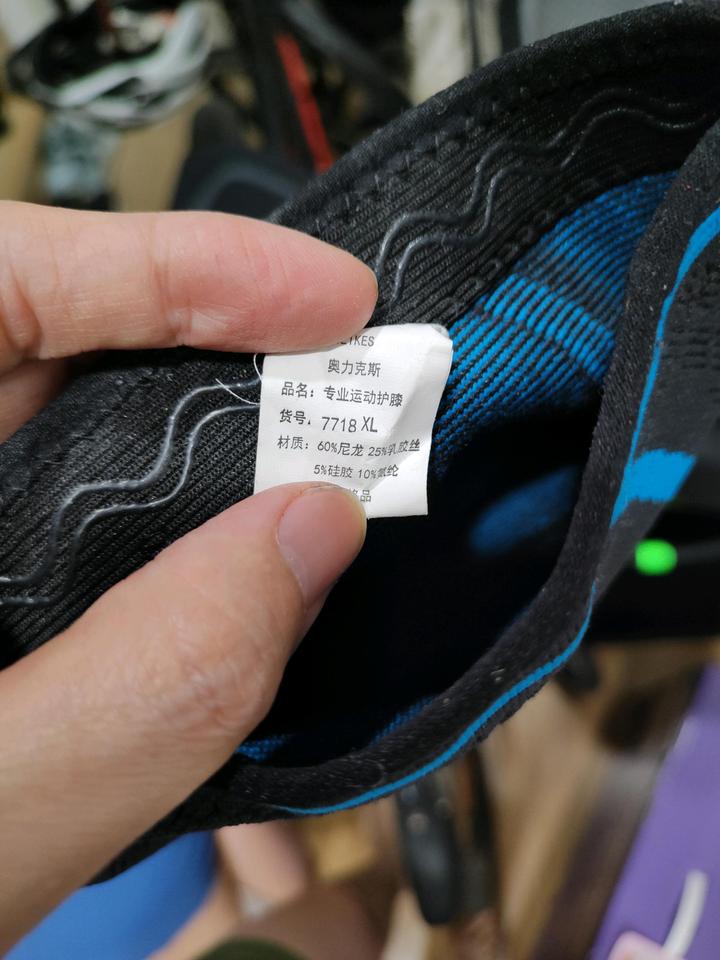 奥力克斯
品名：专业运动护膝
货号：7718 XL
材质：60%尼龙 25%乳胶丝
5%硅胶 10%氨纶